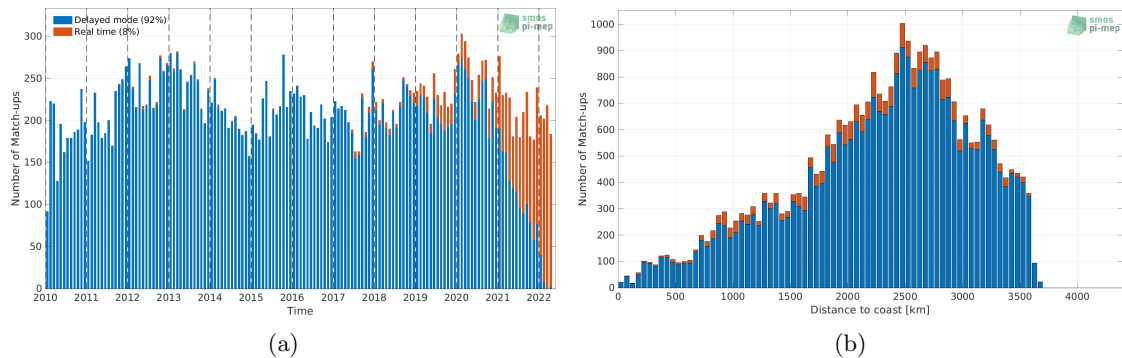 Delayed mode (92%)
Real time (8%)
smos
pi-mep
Number of Match-ups
300
250
200
150
100
50
0
2010 2011 2012 2013 2014 2015 2016 2017 2018 2019 2020 2021 2022
Time
(a)
smos
pi-mep
Number of Match-ups
1000
900
800
700
600
500
400
300
200
100
0
0 500 1000 1500 2000 2500 3000 3500 4000
Distance to coast [km]
(b)